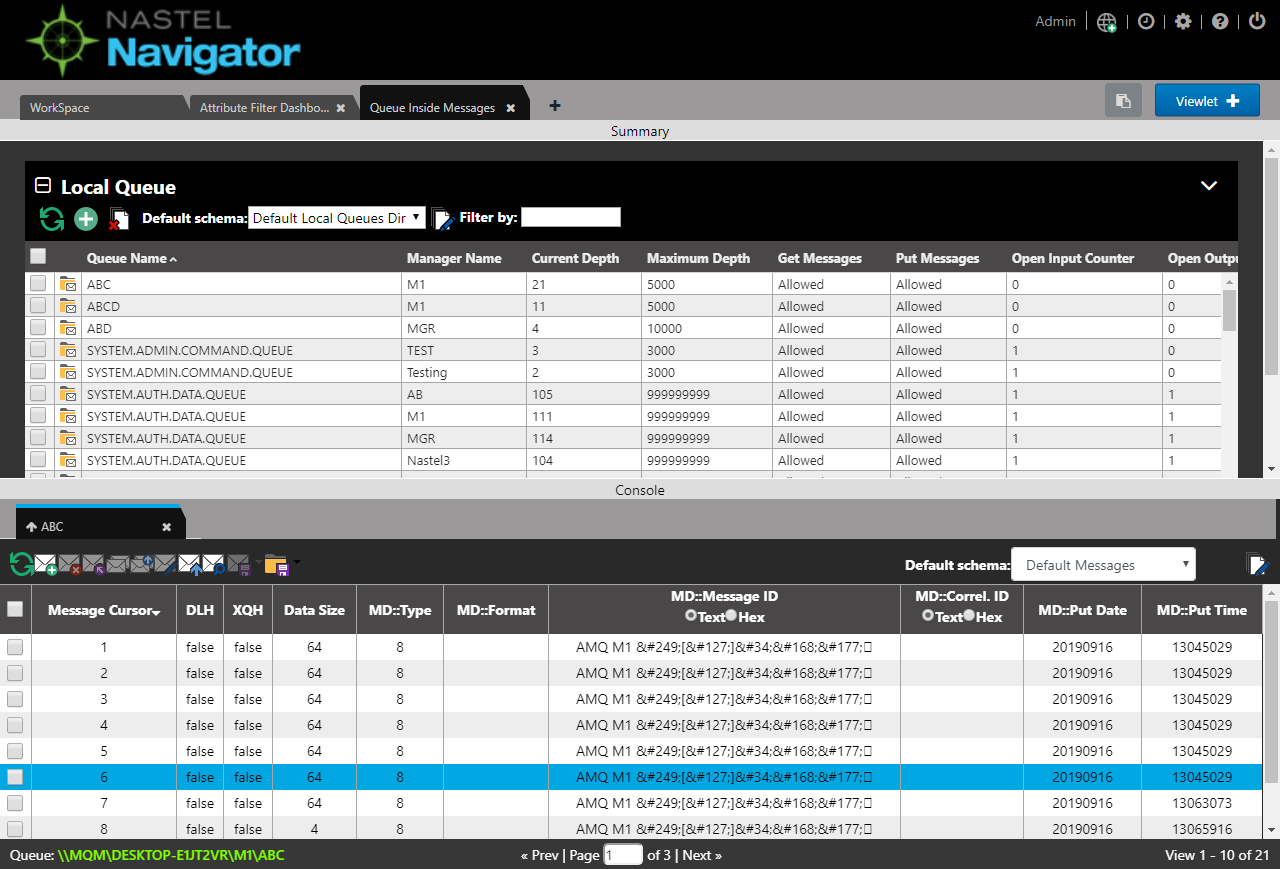 NASTEL
Navigator
Admin
WorkSpace
Attribute Filter Dashbo...
Queue Inside Messages
Viewlet
Summary
Local Queue
Default schema: Default Local Queues Dir Filter by:
Queue Name Manager Name Current Depth Maximum Depth Get Messages Put Messages Open Input Counter Open Outpu
ABC M1 21 5000 Allowed Allowed 0 0
ABCD M1 11 5000 Allowed Allowed 0 0
ABD MGR 4 10000 Allowed Allowed 0 0
SYSTEM.ADMIN.COMMAND.QUEUE TEST 3 3000 Allowed Allowed 1 0
SYSTEM.ADMIN.COMMAND.QUEUE Testing 2 3000 Allowed Allowed 1 0
SYSTEM.AUTH.DATA.QUEUE AB 105 999999999 Allowed Allowed 1 1
SYSTEM.AUTH.DATA.QUEUE M1 111 999999999 Allowed Allowed 1 1
SYSTEM.AUTH.DATA.QUEUE MGR 114 999999999 Allowed Allowed 1 1
SYSTEM.AUTH.DATA.QUEUE Nastel3 104 999999999 Allowed Allowed 1 1
Console
ABC
Default schema: Default Messages
Message Cursor DLH XQH Data Size MD::Type MD::Format MD::Message ID Text Hex MD::Correl. ID Text Hex MD::Put Date MD::Put Time
1 false false 64 8 AMQ M1 &#249;[&#127;]&#34;&#168;&#177;▯ 20190916 13045029
2 false false 64 8 AMQ M1 &#249;[&#127;]&#34;&#168;&#177;▯ 20190916 13045029
3 false false 64 8 AMQ M1 &#249;[&#127;]&#34;&#168;&#177;▯ 20190916 13045029
4 false false 64 8 AMQ M1 &#249;[&#127;]&#34;&#168;&#177;▯ 20190916 13045029
5 false false 64 8 AMQ M1 &#249;[&#127;]&#34;&#168;&#177;▯ 20190916 13045029
6 false false 64 8 AMQ M1 &#249;[&#127;]&#34;&#168;&#177;▯ 20190916 13045029
7 false false 64 8 AMQ M1 &#249;[&#127;]&#34;&#168;&#177;▯ 20190916 13063073
8 false false 4 8 AMQ M1 &#249;[&#127;]&#34;&#168;&#177;▯ 20190916 13065916
Queue: \\MQM\DESKTOP-E1JT2VR\M1\ABC « Prev | Page 1 of 3 | Next » View 1 - 10 of 21